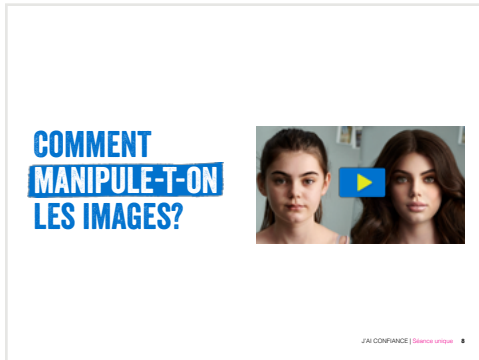 COMMENT
MANIPULE-T-ON
LES IMAGES?
J'AI CONFIANCE | Séance unique 8